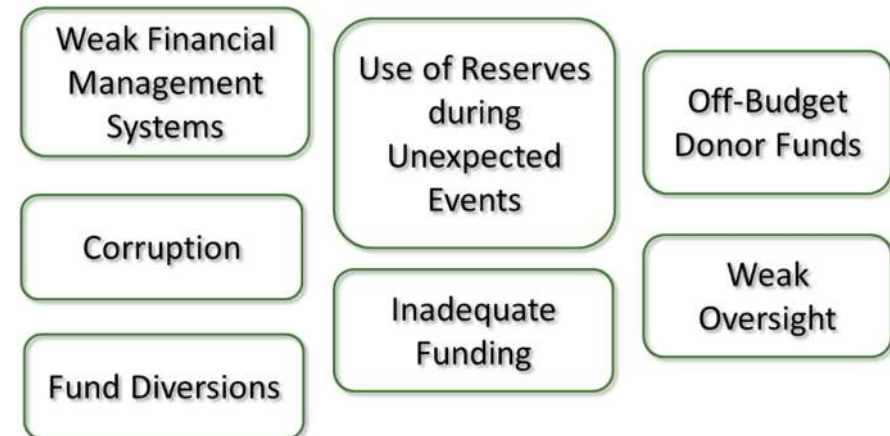 Weak Financial
Management
Systems
Corruption
Fund Diversions
Use of Reserves
during
Unexpected
Events
Inadequate
Funding
Off-Budget
Donor Funds
Weak
Oversight